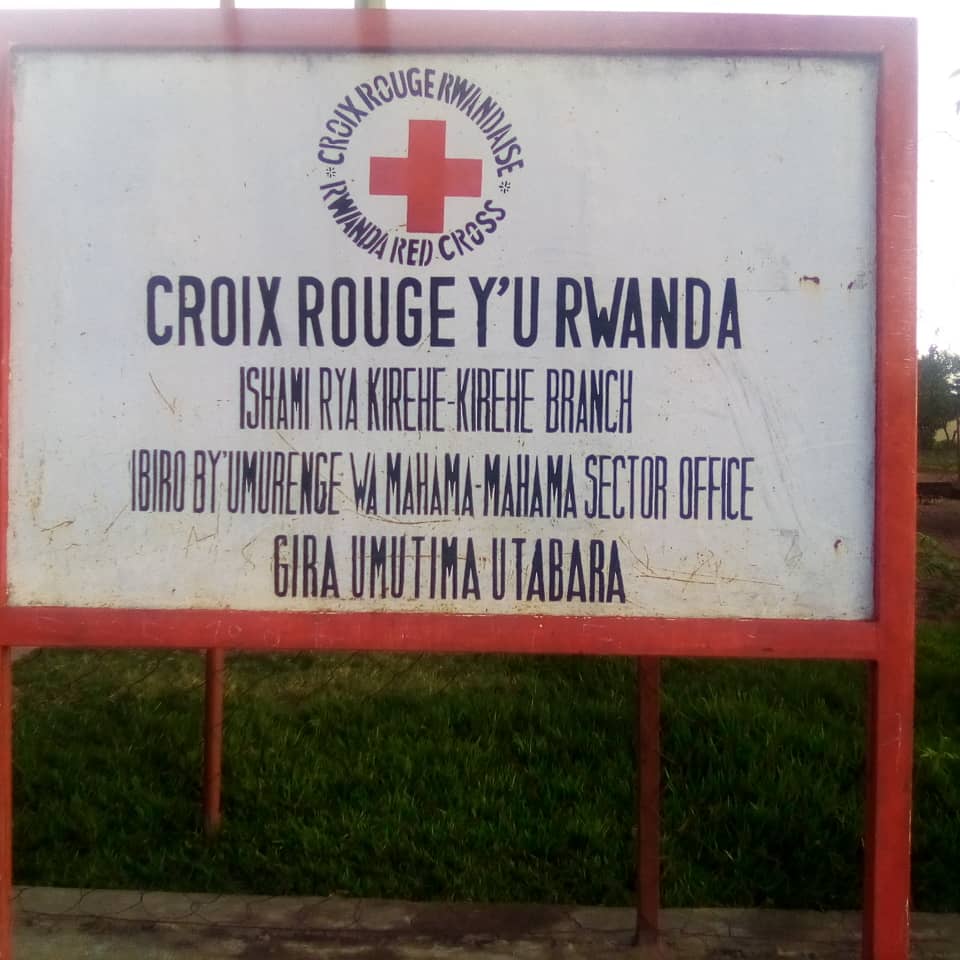 CROIX ROUGE RWANDAISE
* RWANDA RED CROSS *
CROIX ROUGE Y'U RWANDA
ISHAMI RYA KIREHE-KIREHE BRANCH
IBIRO BY'UMURENGE WA MAHAMA-MAHAMA SECTOR OFFICE
GIRA UMUTIMA UTABARA